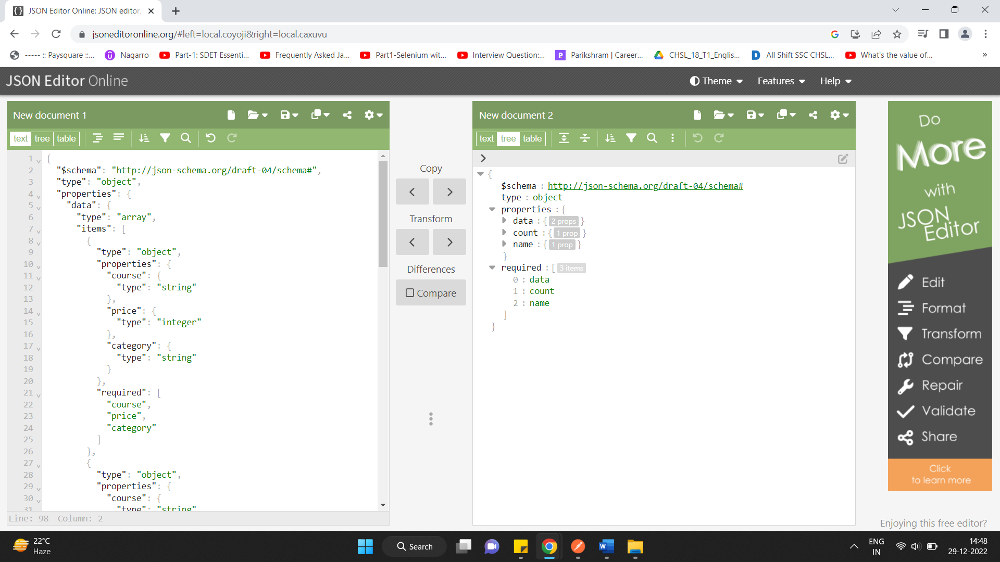 JSON Editor Online: JSON editor,
jsoneditoronline.org/#left=local.coyoji&right=local.caxuvu
----- :: Paysquare ::... Nagarro Part-1: SDET Essenti... Frequently Asked Ja... Part1-Selenium wit... Interview Question:... Parikshram | Career... CHSL_18_T1_Englis... All Shift SSC CHSL... What's the value of... »
JSON Editor Online Theme Features Help
New document 1
text tree table
1 {
2 "$schema": "http://json-schema.org/draft-04/schema#",
3 "type": "object",
4 "properties": {
5 "data": {
6 "type": "array",
7 "items": [
8 {
9 "type": "object",
10 "properties": {
11 "course": {
12 "type": "string"
13 },
14 "price": {
15 "type": "integer"
16 },
17 "category": {
18 "type": "string"
19 }
20 },
21 "required": [
22 "course",
23 "price",
24 "category"
25 ]
26 },
27 {
28 "type": "object",
29 "properties": {
30 "course": {
31 "type": "string"
Line: 98 Column: 2
Copy
Transform
Differences
Compare
New document 2
text tree table
{
$schema : http://json-schema.org/draft-04/schema#
type : object
properties : {
data : { 2 props }
count : { 1 prop }
name : { 1 prop }
}
required : [ 3 items
0 : data
1 : count
2 : name
]
}
Do
More
with
JSON
Editor
Edit
Format
Transform
Compare
Repair
Validate
Share
Click
to learn more
Enjoying this free editor?
22°C
Haze
Search
ENG
IN
14:48
29-12-2022